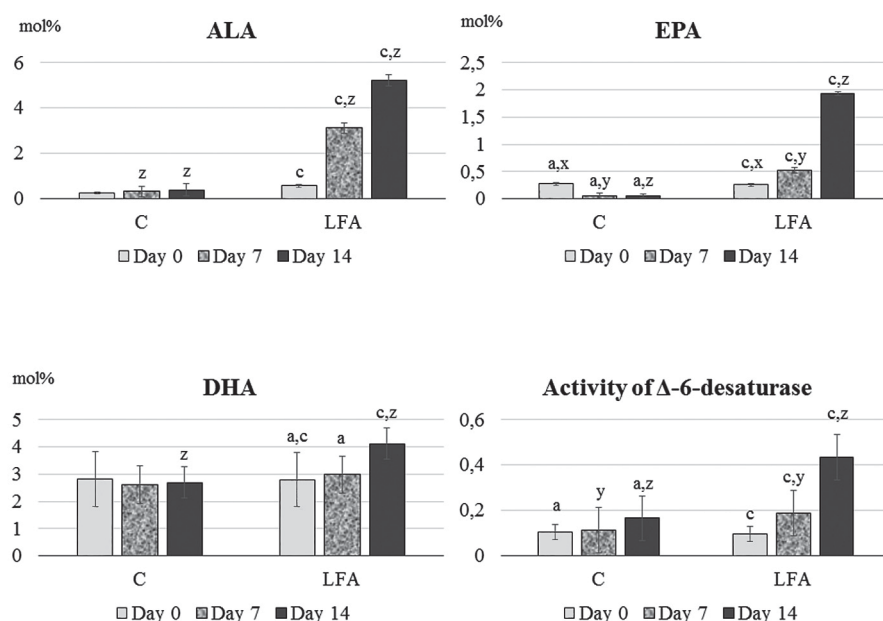 mol%
ALA
6
4
2
0
z
z
c
c,z
c,z
C
LFA
Day 0
Day 7
Day 14
mol%
EPA
2,5
2
1,5
1
0,5
0
a,x
a,y
a,z
c,x
c,y
c,z
C
LFA
Day 0
Day 7
Day 14
mol%
DHA
5
4
3
2
1
0
z
a,c
a
c,z
C
LFA
Day 0
Day 7
Day 14
Activity of Δ-6-desaturase
0,6
0,4
0,2
0
a
y
a,z
c
c,y
c,z
C
LFA
Day 0
Day 7
Day 14